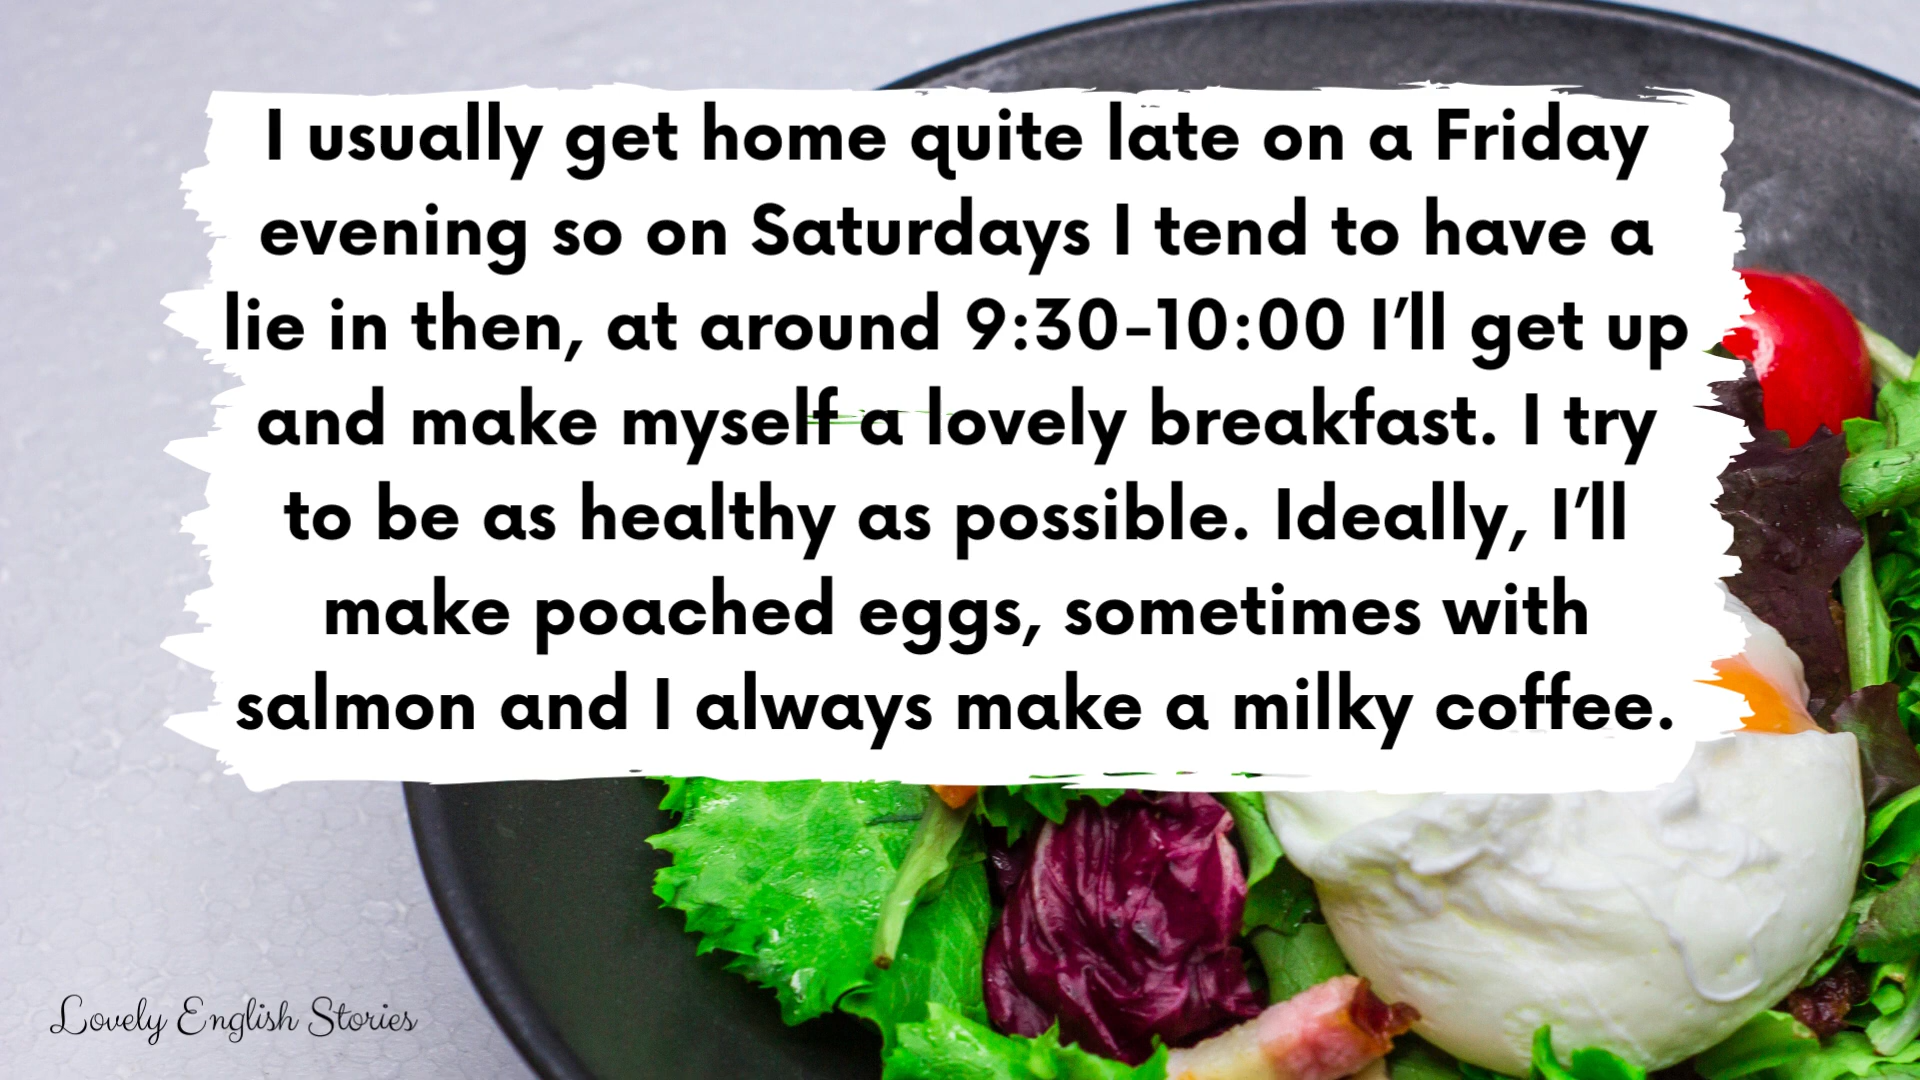 I usually get home quite late on a Friday
evening so on Saturdays I tend to have a
lie in then, at around 9:30-10:00 I’ll get up
and make myself a lovely breakfast. I try
to be as healthy as possible. Ideally, I’ll
make poached eggs, sometimes with
salmon and I always make a milky coffee.
Lovely English Stories